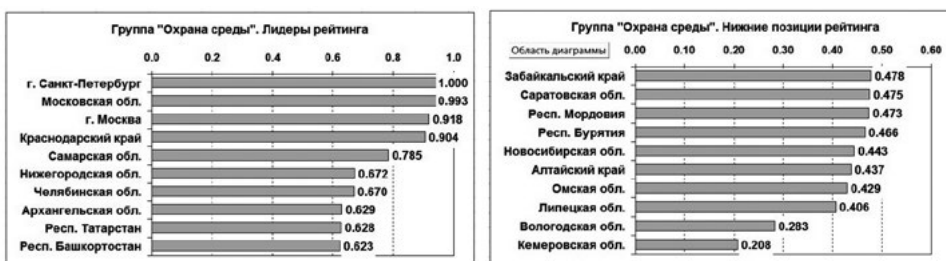 Группа "Охрана среды". Лидеры рейтинга
0.0 0.2 0.4 0.6 0.8 1.0
г. Санкт-Петербург 1.000
Московская обл. 0.993
г. Москва 0.918
Краснодарский край 0.904
Самарская обл. 0.785
Нижегородская обл. 0.672
Челябинская обл. 0.670
Архангельская обл. 0.629
Респ. Татарстан 0.628
Респ. Башкортостан 0.623
Группа "Охрана среды". Нижние позиции рейтинга
Область диаграммы 0.00 0.10 0.20 0.30 0.40 0.50 0.60
Забайкальский край 0.478
Саратовская обл. 0.475
Респ. Мордовия 0.473
Респ. Бурятия 0.466
Новосибирская обл. 0.443
Алтайский край 0.437
Омская обл. 0.429
Липецкая обл. 0.406
Вологодская обл. 0.283
Кемеровская обл. 0.208